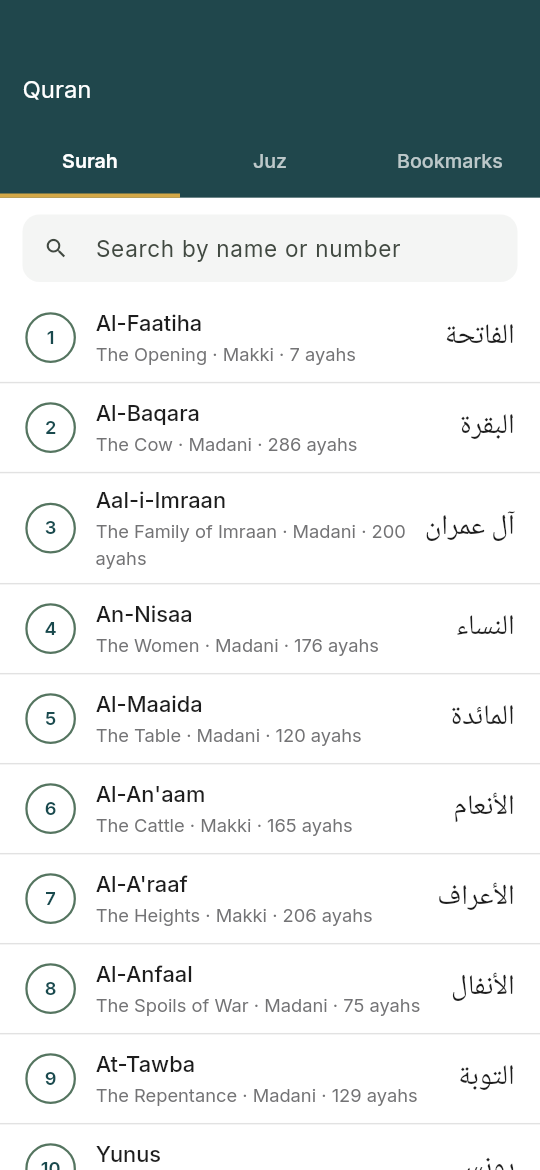 Quran
Surah
Juz
Bookmarks
Search by name or number
1
Al-Faatiha
الفاتحة
The Opening · Makki · 7 ayahs
2
Al-Baqara
البقرة
The Cow · Madani · 286 ayahs
3
Aal-i-Imraan
آل عمران
The Family of Imraan · Madani · 200
ayahs
4
An-Nisaa
النساء
The Women · Madani · 176 ayahs
5
Al-Maaida
المائدة
The Table · Madani · 120 ayahs
6
Al-An'aam
الأنعام
The Cattle · Makki · 165 ayahs
7
Al-A'raaf
الأعراف
The Heights · Makki · 206 ayahs
8
Al-Anfaal
الأنفال
The Spoils of War · Madani · 75 ayahs
9
At-Tawba
التوبة
The Repentance · Madani · 129 ayahs
10
Yunus
يونس